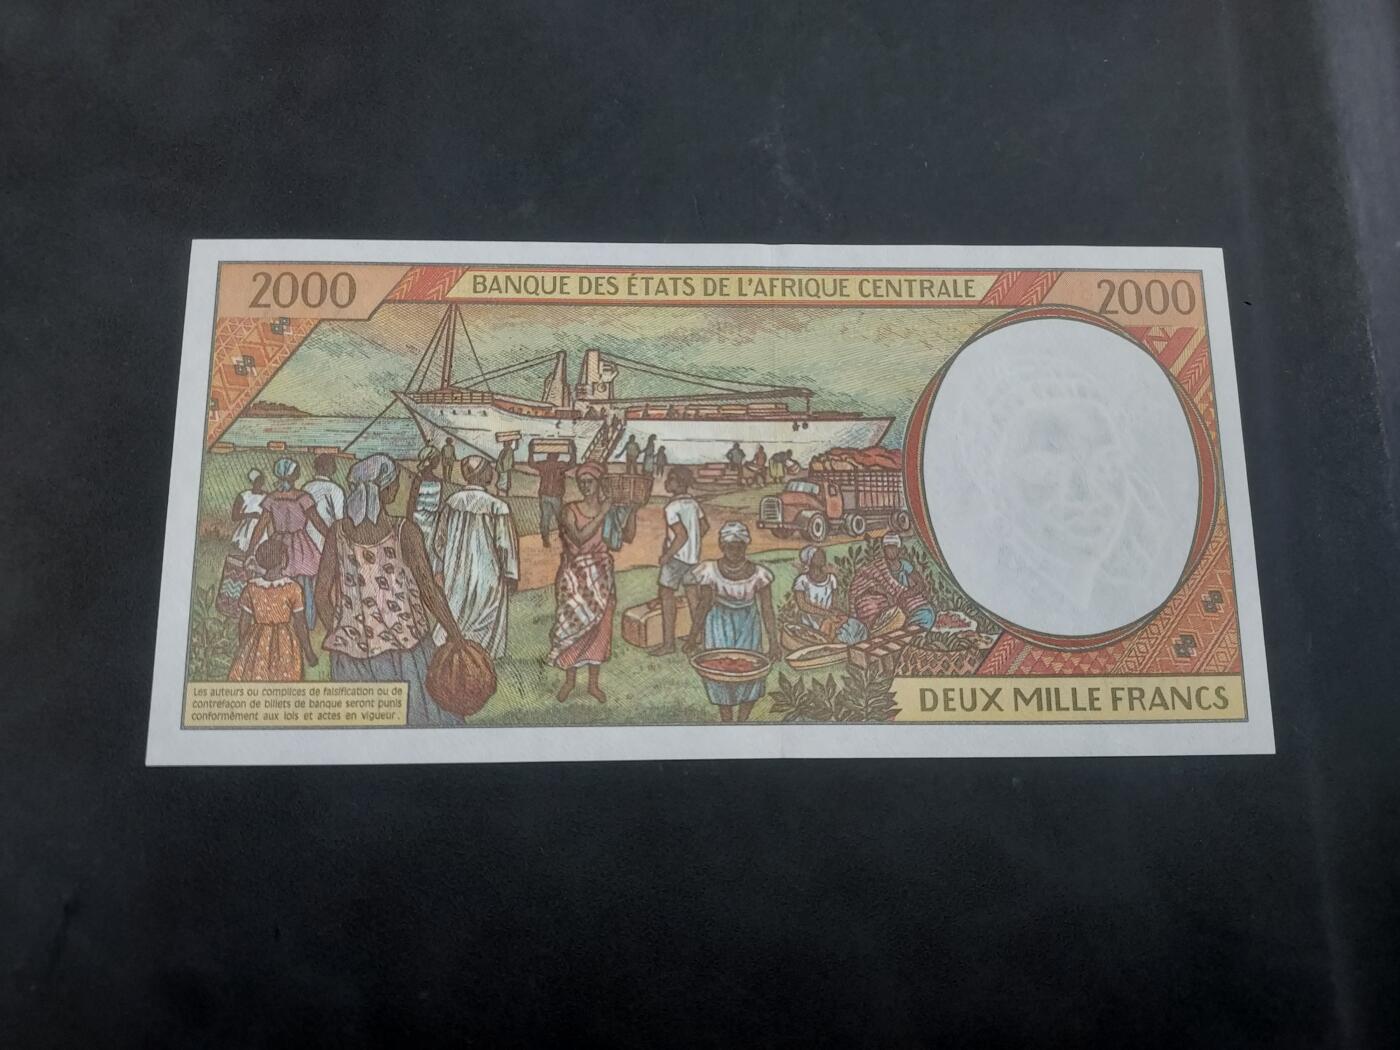 2000
BANQUE DES ÉTATS DE L'AFRIQUE CENTRALE
2000
Les auteurs ou complices de falsification ou de
contrefaçon de billets de banque seront punis
conformément aux lois et actes en vigueur.
DEUX MILLE FRANCS